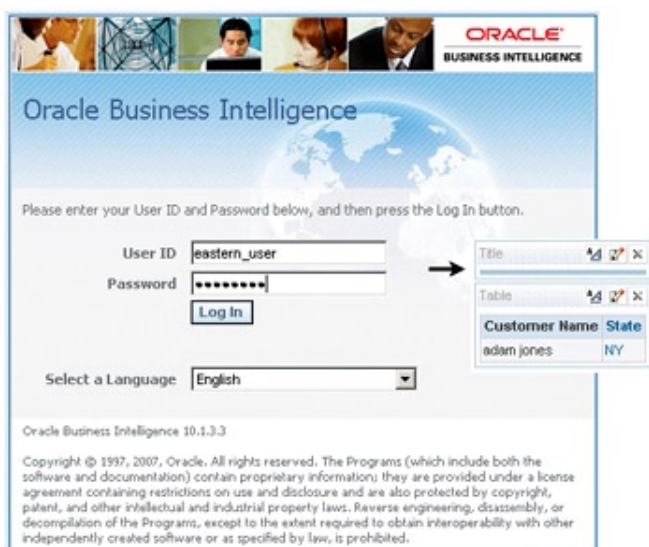 ORACLE®
BUSINESS INTELLIGENCE
Oracle Business Intelligence
Please enter your User ID and Password below, and then press the Log In button.
User ID eastern_user
Password
Log In
Title
Table
Customer Name State
adam jones NY
Select a Language English
Oracle Business Intelligence 10.1.3.3
Copyright © 1997, 2007, Oracle. All rights reserved. The Programs (which include both the
software and documentation) contain proprietary information; they are provided under a license
agreement containing restrictions on use and disclosure and are also protected by copyright,
patent, and other intellectual and industrial property laws. Reverse engineering, disassembly, or
decompilation of the Programs, except to the extent required to obtain interoperability with other
independently created software or as specified by law, is prohibited.